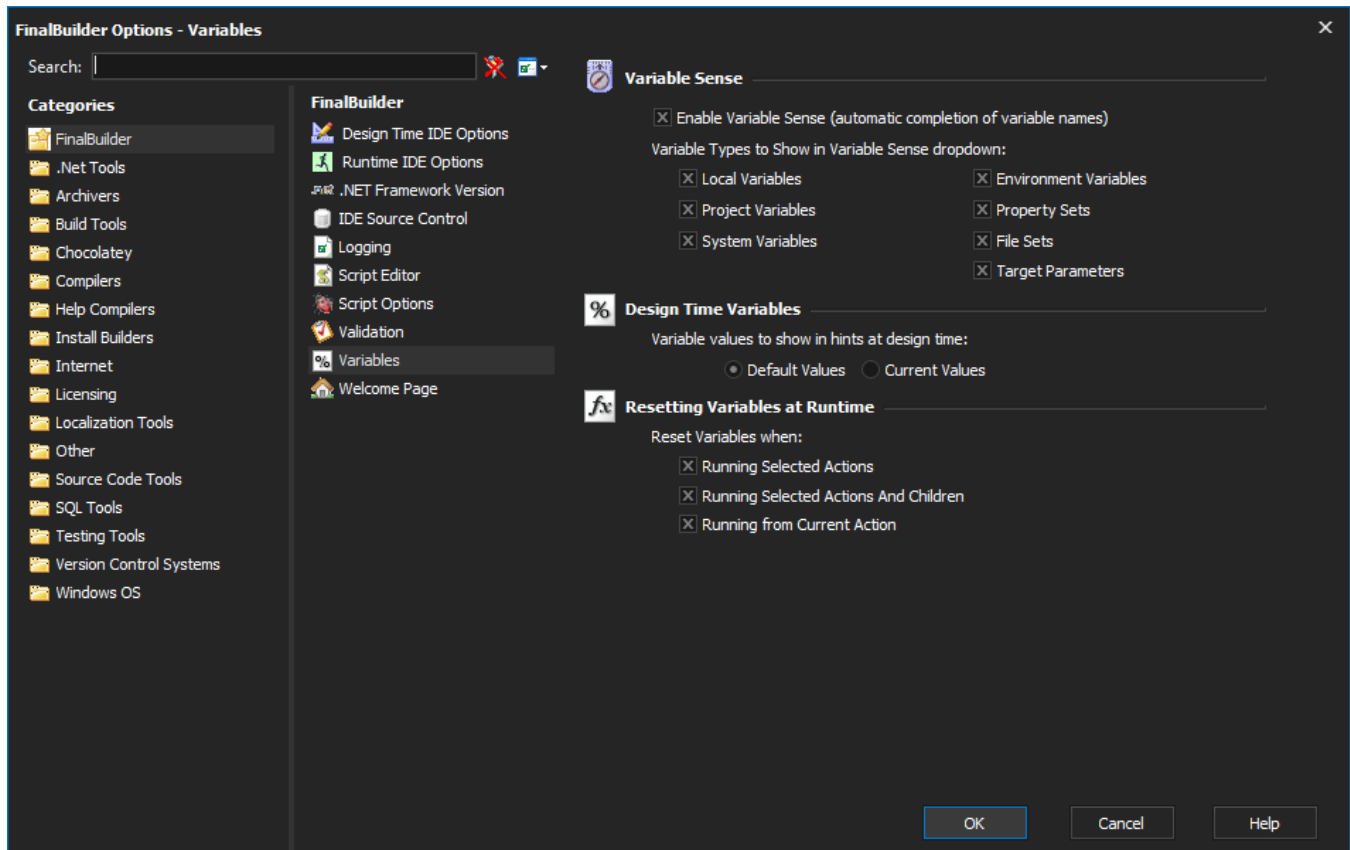 FinalBuilder Options - Variables
Search:
Categories
FinalBuilder
.Net Tools
Archivers
Build Tools
Chocolatey
Compilers
Help Compilers
Install Builders
Internet
Licensing
Localization Tools
Other
Source Code Tools
SQL Tools
Testing Tools
Version Control Systems
Windows OS
FinalBuilder
Design Time IDE Options
Runtime IDE Options
.NET Framework Version
IDE Source Control
Logging
Script Editor
Script Options
Validation
% Variables
Welcome Page
Variable Sense
Enable Variable Sense (automatic completion of variable names)
Variable Types to Show in Variable Sense dropdown:
Local Variables
Environment Variables
Project Variables
Property Sets
System Variables
File Sets
Target Parameters
% Design Time Variables
Variable values to show in hints at design time:
Default Values Current Values
fx Resetting Variables at Runtime
Reset Variables when:
Running Selected Actions
Running Selected Actions And Children
Running from Current Action
OK Cancel Help